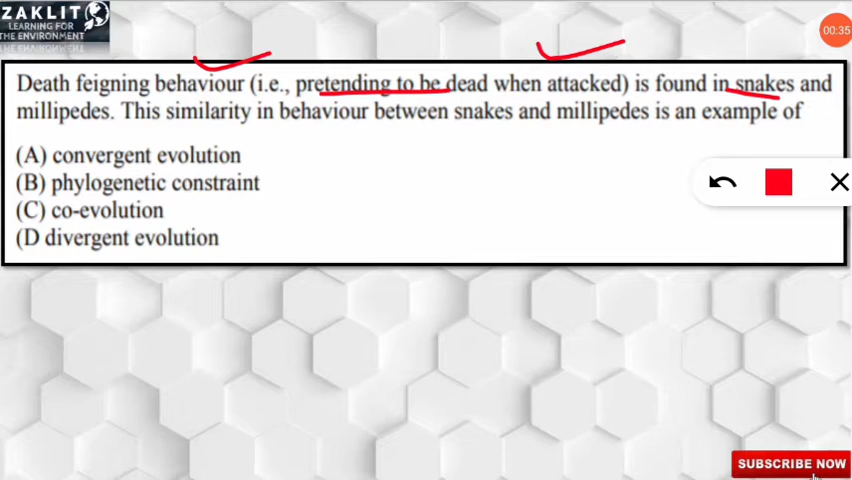 ZAKLIT
LEARNING FOR
THE ENVIRONMENT
00:35
Death feigning behaviour (i.e., pretending to be dead when attacked) is found in snakes and
millipedes. This similarity in behaviour between snakes and millipedes is an example of
(A) convergent evolution
(B) phylogenetic constraint
(C) co-evolution
(D divergent evolution
SUBSCRIBE NOW